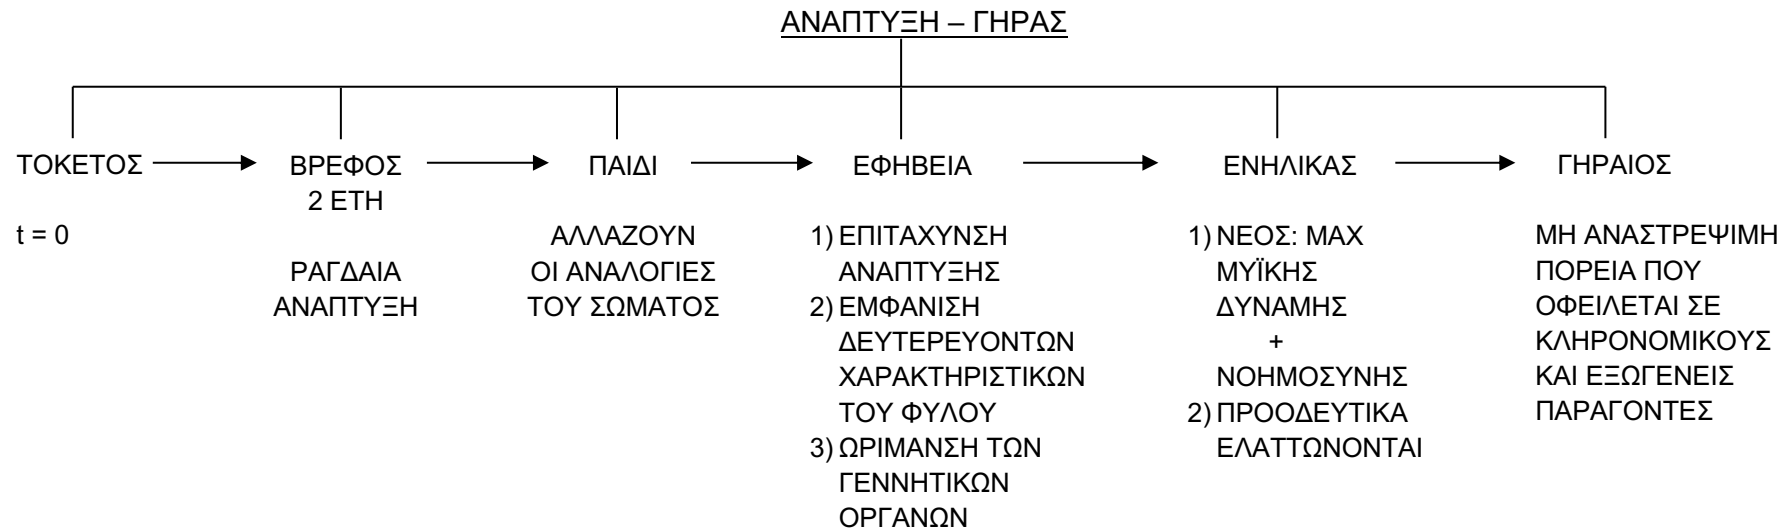 ΑΝΑΠΤΥΞΗ – ΓΗΡΑΣ
ΤΟΚΕΤΟΣ
t = 0
ΒΡΕΦΟΣ
2 ΕΤΗ
ΡΑΓΔΑΙΑ
ΑΝΑΠΤΥΞΗ
ΠΑΙΔΙ
ΑΛΛΑΖΟΥΝ
ΟΙ ΑΝΑΛΟΓΙΕΣ
ΤΟΥ ΣΩΜΑΤΟΣ
ΕΦΗΒΕΙΑ
1) ΕΠΙΤΑΧΥΝΣΗ
ΑΝΑΠΤΥΞΗΣ
2) ΕΜΦΑΝΙΣΗ
ΔΕΥΤΕΡΕΥΟΝΤΩΝ
ΧΑΡΑΚΤΗΡΙΣΤΙΚΩΝ
ΤΟΥ ΦΥΛΟΥ
3) ΩΡΙΜΑΝΣΗ ΤΩΝ
ΓΕΝΝΗΤΙΚΩΝ
ΟΡΓΑΝΩΝ
ΕΝΗΛΙΚΑΣ
1) ΝΕΟΣ: MAX
ΜΥΪΚΗΣ
ΔΥΝΑΜΗΣ
+
ΝΟΗΜΟΣΥΝΗΣ
2) ΠΡΟΟΔΕΥΤΙΚΑ
ΕΛΑΤΤΩΝΟΝΤΑΙ
ΓΗΡΑΙΟΣ
ΜΗ ΑΝΑΣΤΡΕΨΙΜΗ
ΠΟΡΕΙΑ ΠΟΥ
ΟΦΕΙΛΕΤΑΙ ΣΕ
ΚΛΗΡΟΝΟΜΙΚΟΥΣ
ΚΑΙ ΕΞΩΓΕΝΕΙΣ
ΠΑΡΑΓΟΝΤΕΣ